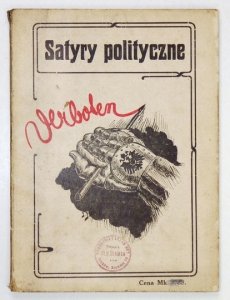 Satyry polityczne
Verboten
Cena Mk